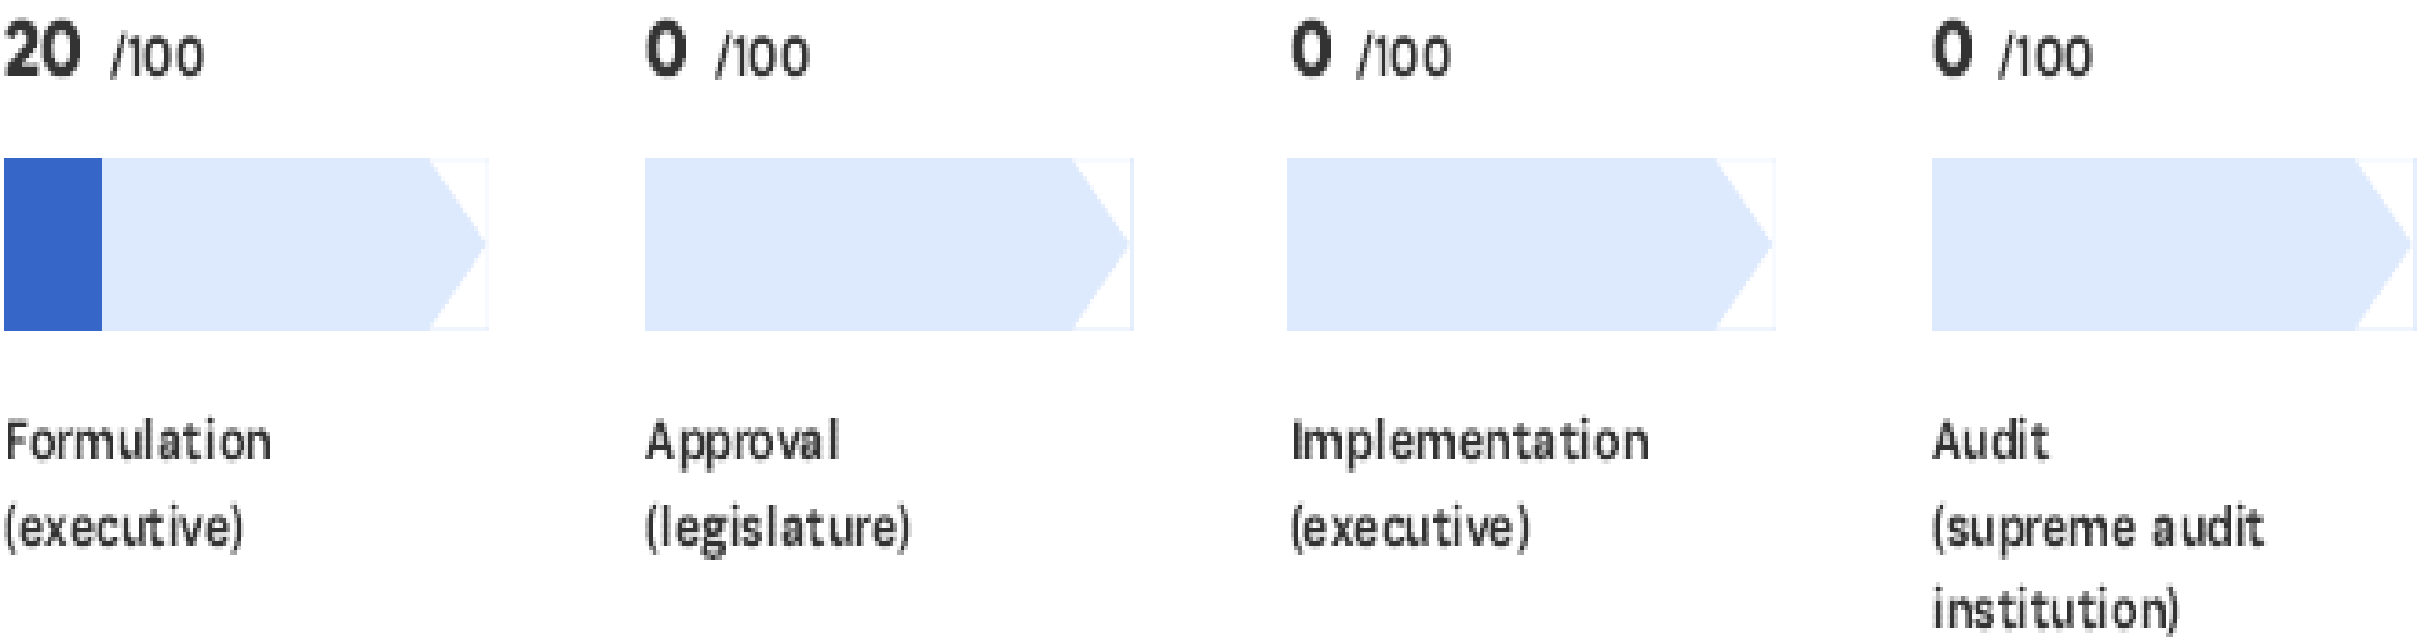 20 /100
0 /100
0 /100
0 /100
Formulation
(executive)
Approval
(legislature)
Implementation
(executive)
Audit
(supreme audit
institution)